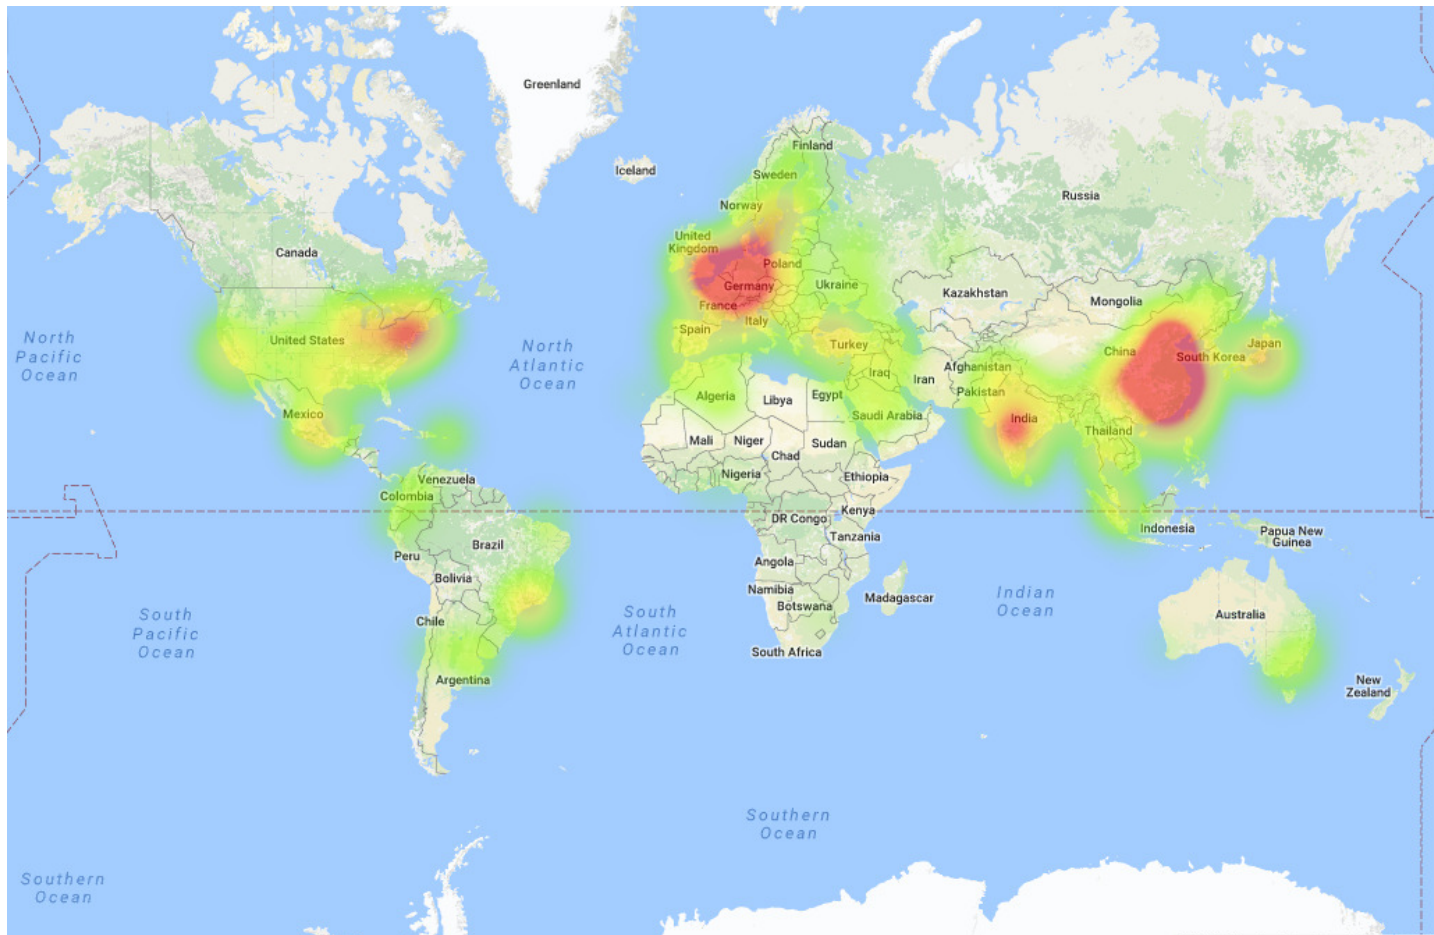 Greenland
Finland
Iceland
Sweden
Russia
Norway
United
Kingdom
Canada
Poland
Germany
Ukraine
Kazakhstan
Mongolia
France
Italy
Spain
North
Pacific
Ocean
United States
North
Atlantic
Ocean
Turkey
China
South Korea
Japan
Iraq
Iran
Afghanistan
Algeria
Libya
Egypt
Pakistan
Mexico
Saudi Arabia
India
Thailand
Mali
Niger
Sudan
Chad
Venezuela
Nigeria
Ethiopia
Colombia
Kenya
DR Congo
Indonesia
Papua New
Guinea
Tanzania
Brazil
Peru
Angola
Bolivia
Namibia
Botswana
Madagascar
Indian
Ocean
South
Pacific
Ocean
Chile
South
Atlantic
Ocean
Australia
South Africa
Argentina
New
Zealand
Southern
Ocean
Southern
Ocean